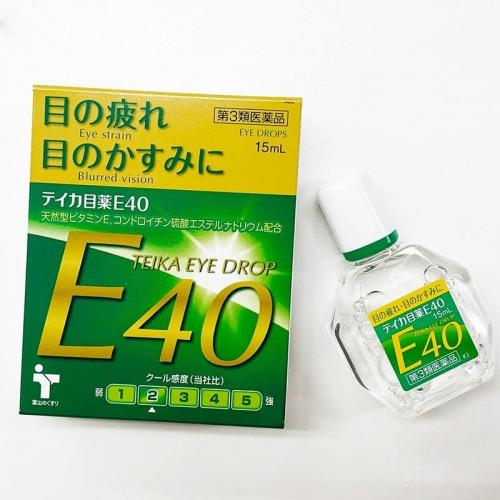 目の疲れ
Eye strain
目のかすみに
Blurred vision
第3類医薬品
EYE DROPS
15mL
テイカ目薬E40
天然型ビタミンE、コンドロイチン硫酸エステルナトリウム配合
TEIKA EYE DROP
E40
クール感度（当社比）
弱 1 2 3 4 5 強
富山のくすり
目の疲れ・目のかすみに
テイカ目薬E40
15mL
TEIKA EYE DROP
E40
第3類医薬品
K1